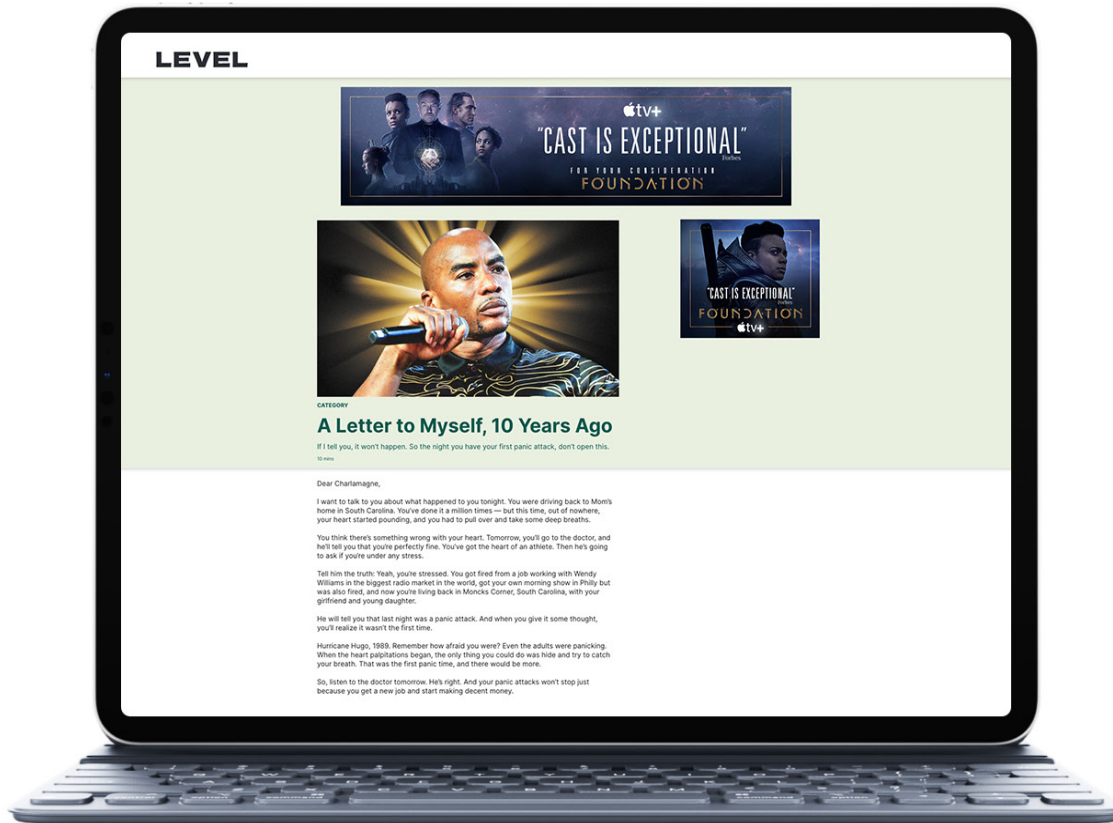 LEVEL
tv+
"CAST IS EXCEPTIONAL"
Forbes
FOR YOUR CONSIDERATION
FOUNDATION
"CAST IS EXCEPTIONAL"
Forbes
FOUNDATION
tv+
CATEGORY
A Letter to Myself, 10 Years Ago
If I tell you, it won't happen. So the night you have your first panic attack, don't open this.
10 mins
Dear Charlamagne,
I want to talk to you about what happened to you tonight. You were driving back to Mom's
home in South Carolina. You've done it a million times — but this time, out of nowhere,
your heart started pounding, and you had to pull over and take some deep breaths.
You think there's something wrong with your heart. Tomorrow, you'll go to the doctor, and
he'll tell you that you're perfectly fine. You've got the heart of an athlete. Then he's going
to ask if you're under any stress.
Tell him the truth: Yeah, you're stressed. You got fired from a job working with Wendy
Williams in the biggest radio market in the world, got your own morning show in Philly but
was also fired, and now you're living back in Moncks Corner, South Carolina, with your
girlfriend and young daughter.
He will tell you that last night was a panic attack. And when you give it some thought,
you'll realize it wasn't the first time.
Hurricane Hugo, 1989. Remember how afraid you were? Even the adults were panicking.
When the heart palpitations began, the only thing you could do was hide and try to catch
your breath. That was the first panic time, and there would be more.
So, listen to the doctor tomorrow. He's right. And your panic attacks won't stop just
because you get a new job and start making decent money.
command
option
command
option